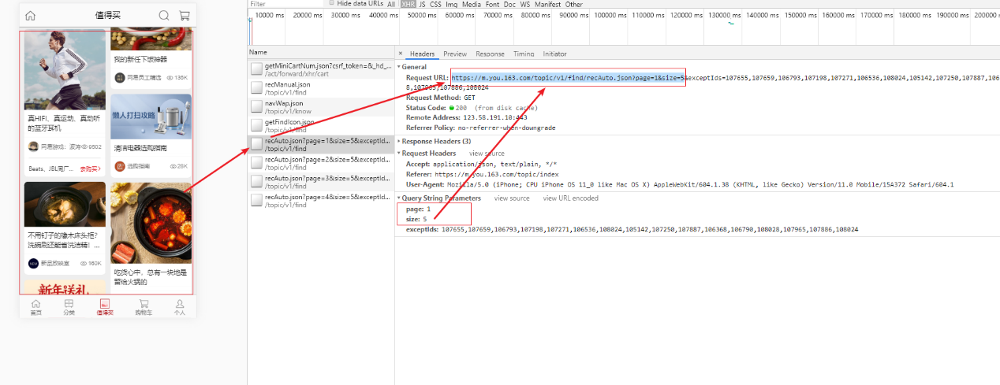 值得买
我的新任下饭神器
网易员工精选 136K
真HIFI、真运动、真动听
的蓝牙耳机
网易游戏：波涛 9602
Beats、JBL同厂... 去购买>
懒人打扫攻略
清洁电器选购指南
选购指南 28K
不用钉子的橡木床头柜?
洗碗刷还能省洗洁精! ...
新品放映室 160K
吃货心中，总有一块地是
留给火锅的
新年送礼
首页 分类 值得买 购物车 个人
Filter Hide data URLs All XHR JS CSS Img Media Font Doc WS Manifest Other
10000 ms 20000 ms 30000 ms 40000 ms 50000 ms 60000 ms 70000 ms 80000 ms 90000 ms 100000 ms 110000 ms 120000 ms 130000 ms 140000 ms 150000 ms 160000 ms 170000 ms 180000 ms 190000 ms 200000
Name
getMiniCartNum.json?csrf_token=&_hd_...
/act/forward/xhr/cart
recManual.json
/topic/v1/find
navWap.json
/topic/v1/know
getFindIcon.json
/topic/v1/find
recAuto.json?page=1&size=5&exceptId...
/topic/v1/find
recAuto.json?page=2&size=5&exceptId...
/topic/v1/find
recAuto.json?page=3&size=5&exceptId...
/topic/v1/find
recAuto.json?page=4&size=5&exceptId...
/topic/v1/find
× Headers Preview Response Timing Initiator
General
Request URL: https://m.you.163.com/topic/v1/find/recAuto.json?page=1&size=5&exceptIds=107655,107659,106793,107198,107271,106536,108024,105142,107250,107887,106
8,107965,107886,108024
Request Method: GET
Status Code: 200 (from disk cache)
Remote Address: 123.58.191.10:443
Referrer Policy: no-referrer-when-downgrade
Response Headers (3)
Request Headers view source
Accept: application/json, text/plain, */*
Referer: https://m.you.163.com/topic/index
User-Agent: Mozilla/5.0 (iPhone; CPU iPhone OS 11_0 like Mac OS X) AppleWebKit/604.1.38 (KHTML, like Gecko) Version/11.0 Mobile/15A372 Safari/604.1
Query String Parameters view source view URL encoded
page: 1
size: 5
exceptIds: 107655,107659,106793,107198,107271,106536,108024,105142,107250,107887,106368,106790,108028,107965,107886,108024